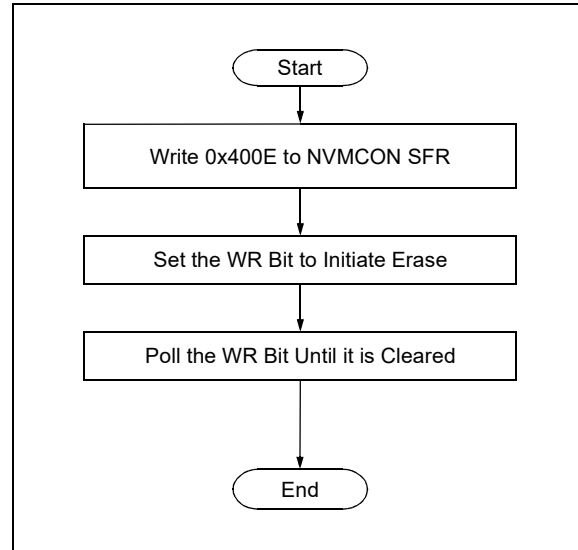 Start
Write 0x400E to NVMCON SFR
Set the WR Bit to Initiate Erase
Poll the WR Bit Until it is Cleared
End